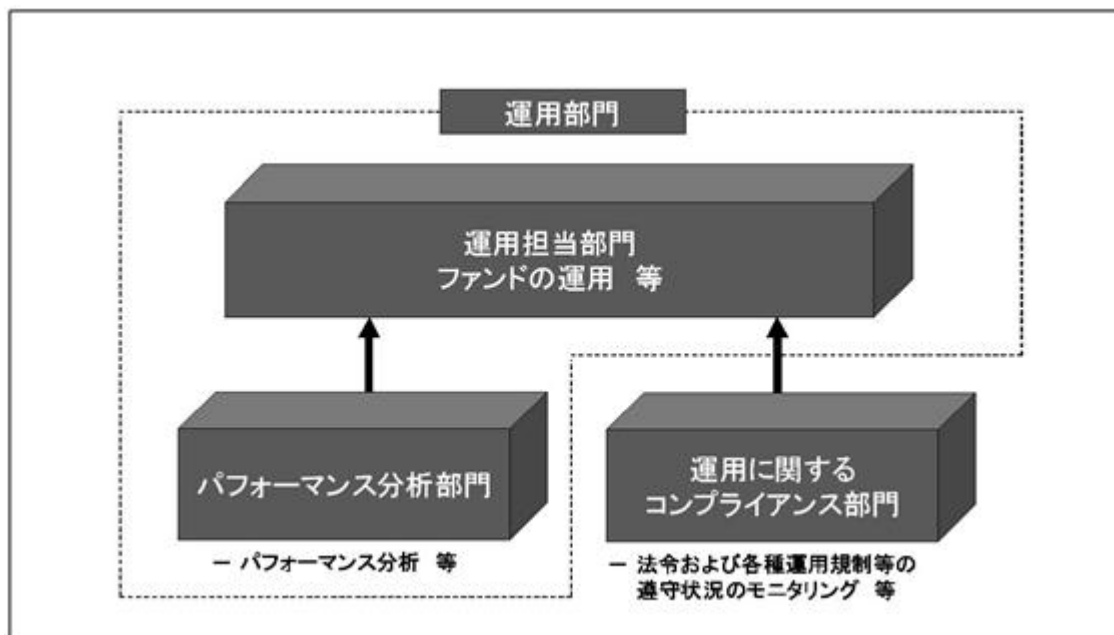 運用部門
運用担当部門
ファンドの運用 等
パフォーマンス分析部門
－ パフォーマンス分析 等
運用に関する
コンプライアンス部門
－ 法令および各種運用規制等の
遵守状況のモニタリング 等